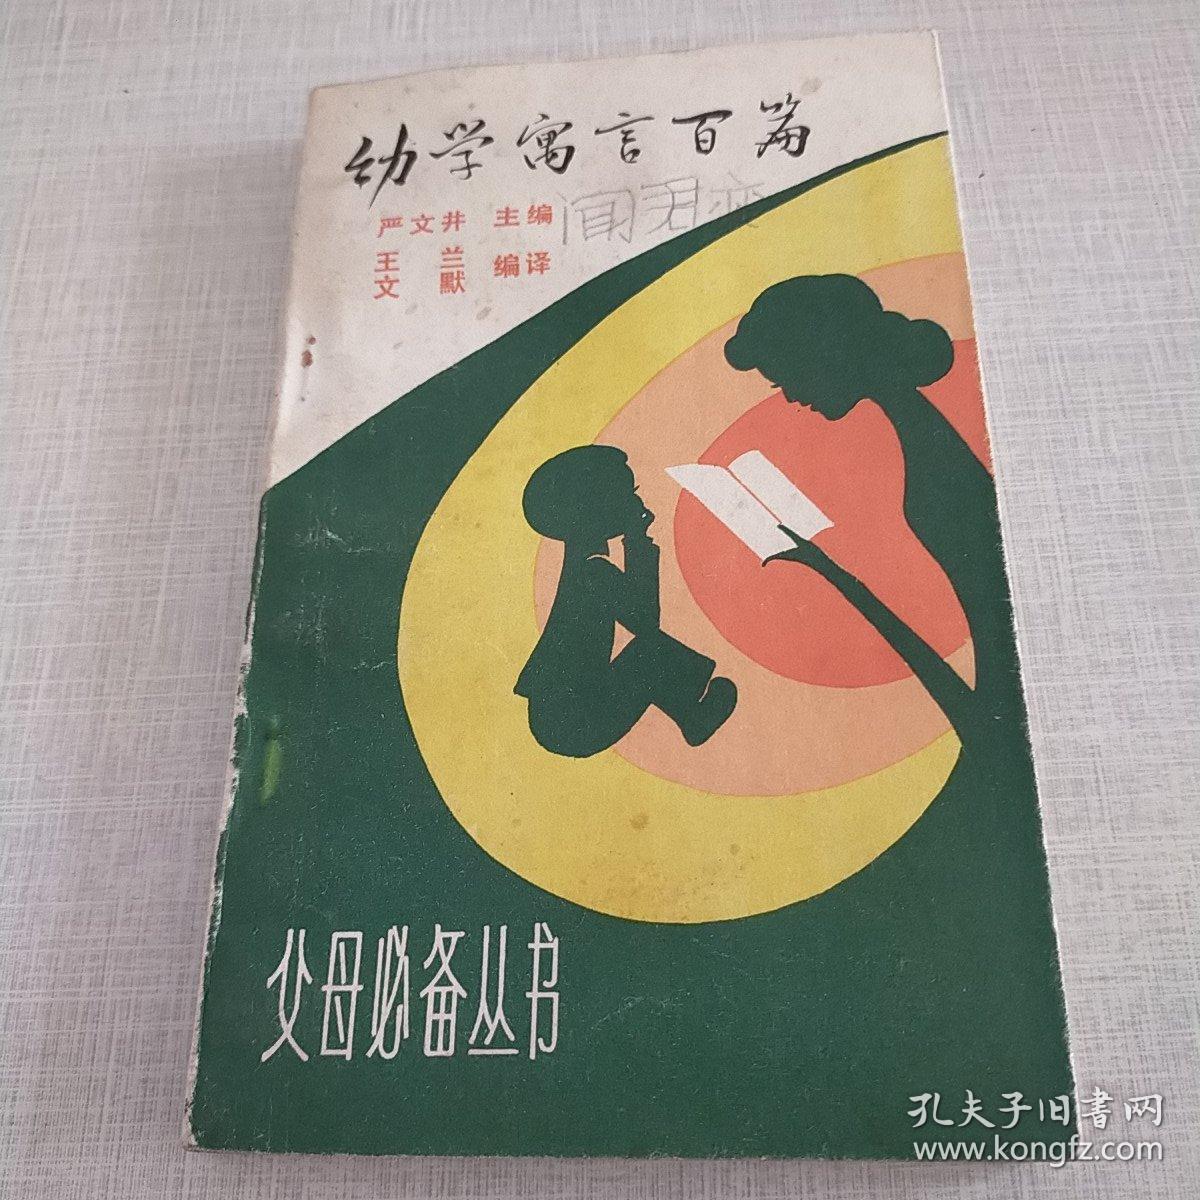 幼学寓言百篇
严文井 主编
王兰
文默 编译
父母必备丛书
孔夫子旧書网
www.kongfz.com